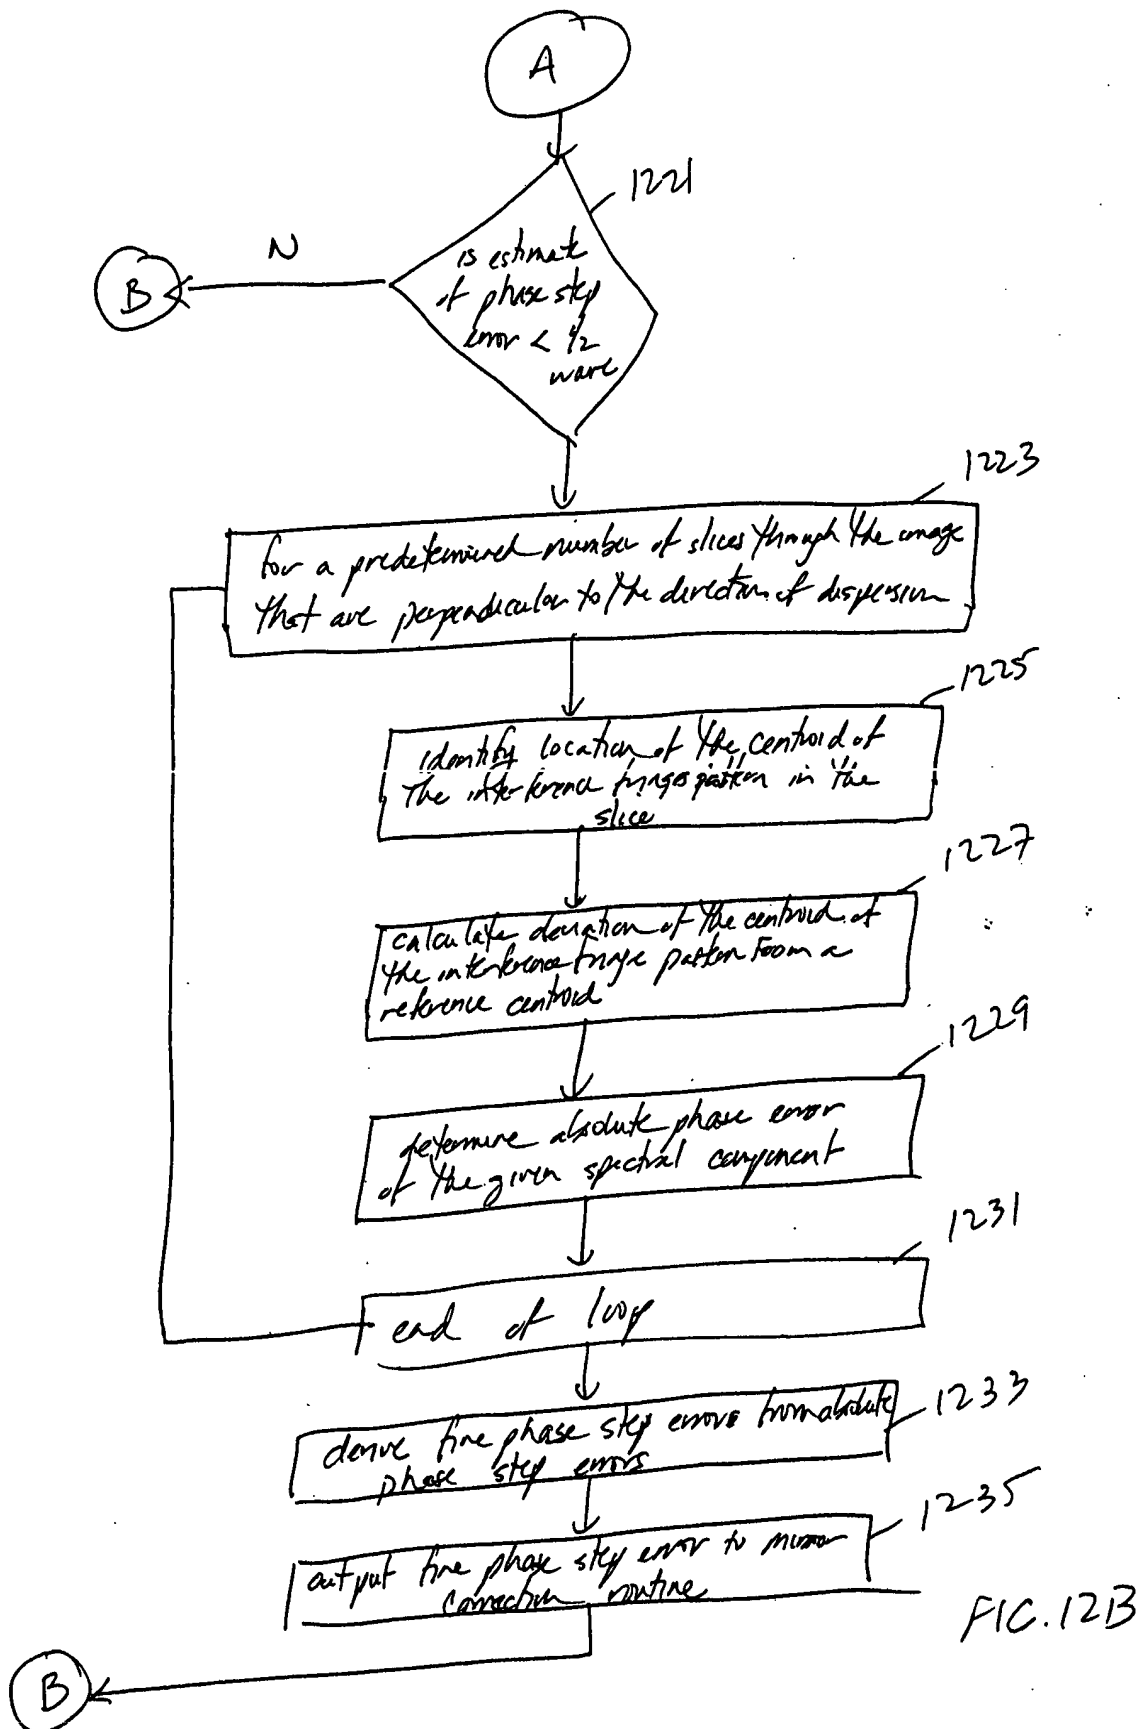 A
1221
N
B
is estimate
of phase step
error < 1/2
wave
1223
for a predetermined number of slices through the image
that are perpendicular to the direction of dispersion
1225
identify location of the centroid of
the interference fringe pattern in the
slice
1227
calculate deviation of the centroid of
the interference fringe pattern from a
reference centroid
1229
determine absolute phase error
of the given spectral component
1231
end of loop
1233
derive fine phase step errors from absolute
phase step errors
1235
output fine phase step error to mirror
correction routine
B
FIG. 12B